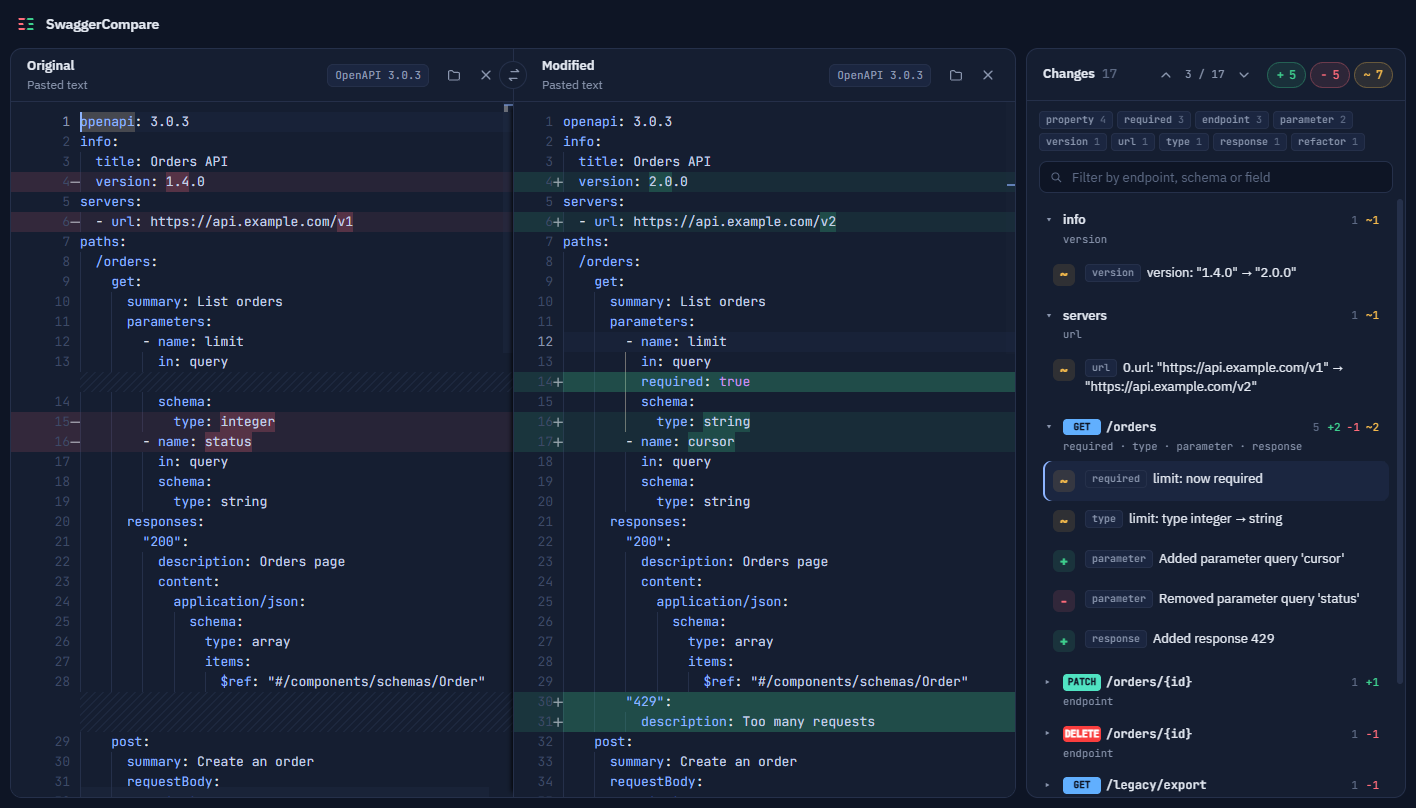 SwaggerCompare
Original
Pasted text
OpenAPI 3.0.3
1 openapi: 3.0.3
2 info:
3 title: Orders API
4— version: 1.4.0
5 servers:
6— - url: https://api.example.com/v1
7 paths:
8 /orders:
9 get:
10 summary: List orders
11 parameters:
12 - name: limit
13 in: query
14 schema:
15— type: integer
16— - name: status
17 in: query
18 schema:
19 type: string
20 responses:
21 "200":
22 description: Orders page
23 content:
24 application/json:
25 schema:
26 type: array
27 items:
28 $ref: "#/components/schemas/Order"
29 post:
30 summary: Create an order
31 requestBody:
Modified
Pasted text
OpenAPI 3.0.3
1 openapi: 3.0.3
2 info:
3 title: Orders API
4+ version: 2.0.0
5 servers:
6+ - url: https://api.example.com/v2
7 paths:
8 /orders:
9 get:
10 summary: List orders
11 parameters:
12 - name: limit
13 in: query
14+ required: true
15 schema:
16+ type: string
17+ - name: cursor
18 in: query
19 schema:
20 type: string
21 responses:
22 "200":
23 description: Orders page
24 content:
25 application/json:
26 schema:
27 type: array
28 items:
29 $ref: "#/components/schemas/Order"
30+ "429":
31+ description: Too many requests
32 post:
33 summary: Create an order
34 requestBody:
Changes 17 3 / 17 + 5 - 5 ~ 7
property 4 required 3 endpoint 3 parameter 2
version 1 url 1 type 1 response 1 refactor 1
Filter by endpoint, schema or field
info 1 ~1
version
~ version version: "1.4.0" → "2.0.0"
servers 1 ~1
url
~ url 0.url: "https://api.example.com/v1" →
"https://api.example.com/v2"
GET /orders 5 +2 -1 ~2
required · type · parameter · response
~ required limit: now required
~ type limit: type integer → string
+ parameter Added parameter query 'cursor'
- parameter Removed parameter query 'status'
+ response Added response 429
PATCH /orders/{id} 1 +1
endpoint
DELETE /orders/{id} 1 -1
endpoint
GET /legacy/export 1 -1